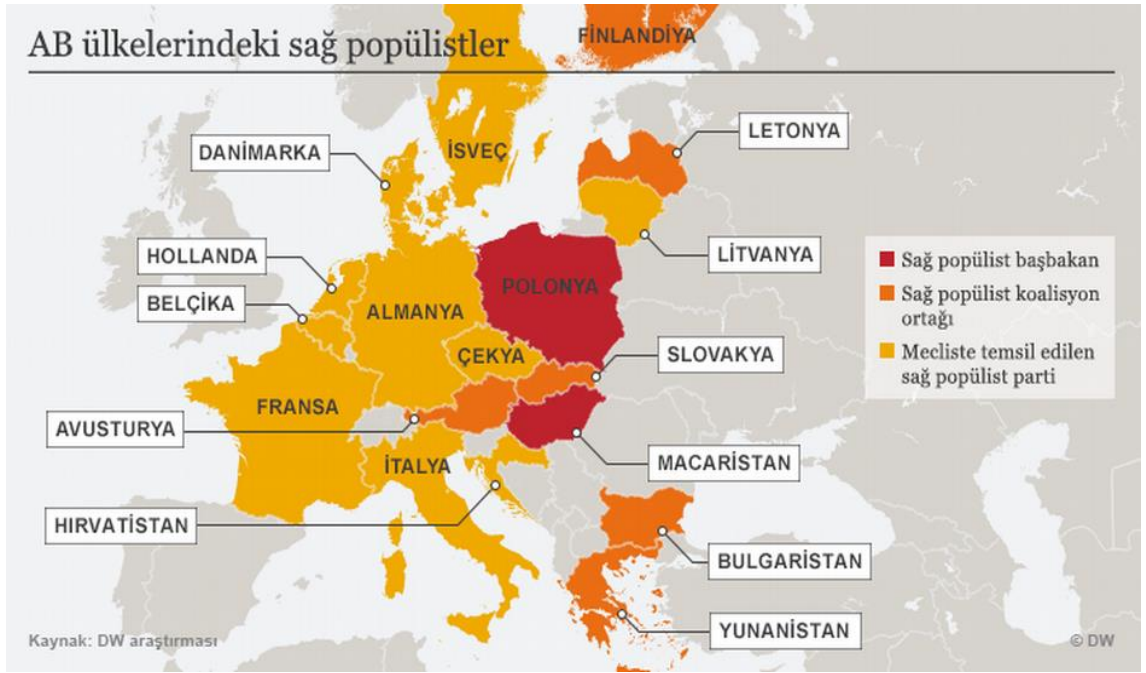 AB ülkelerindeki sağ popülistler
FİNLANDİYA
LETONYA
DANİMARKA
İSVEÇ
HOLLANDA
LİTVANYA
Sağ popülist başbakan
POLONYA
BELÇİKA
Sağ popülist koalisyon
ortağı
ALMANYA
ÇEKYA
SLOVAKYA
Mecliste temsil edilen
sağ popülist parti
FRANSA
AVUSTURYA
İTALYA
MACARİSTAN
HIRVATİSTAN
BULGARİSTAN
YUNANİSTAN
Kaynak: DW araştırması
© DW